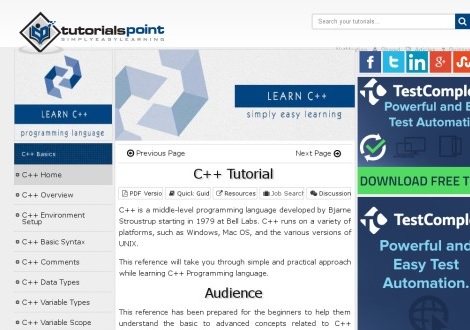 tutorialspoint
SIMPLYEASYLEARNING
Search your tutorials...
LEARN C++
programming language
LEARN C++
simply easy learning
C++ Basics
C++ Home
C++ Overview
C++ Environment
Setup
C++ Basic Syntax
C++ Comments
C++ Data Types
C++ Variable Types
C++ Variable Scope
Previous Page
Next Page
C++ Tutorial
PDF Versio
Quick Guid
Resources
Job Search
Discussion
C++ is a middle-level programming language developed by Bjarne
Stroustrup starting in 1979 at Bell Labs. C++ runs on a variety of
platforms, such as Windows, Mac OS, and the various versions of
UNIX.
This reference will take you through simple and practical approach
while learning C++ Programming language.
Audience
This reference has been prepared for the beginners to help them
understand the basic to advanced concepts related to C++
TestComple
Powerful and E
Test Automati
DOWNLOAD FREE T
TestComple
Powerful and
Easy Test
Automation.